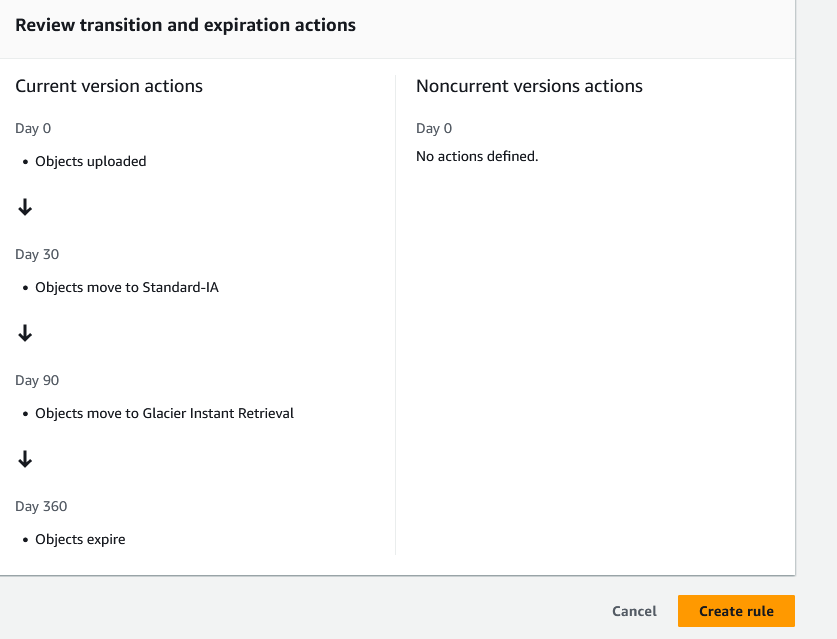 Review transition and expiration actions
Current version actions
Day 0
• Objects uploaded
Day 30
• Objects move to Standard-IA
Day 90
• Objects move to Glacier Instant Retrieval
Day 360
• Objects expire
Noncurrent versions actions
Day 0
No actions defined.
Cancel
Create rule